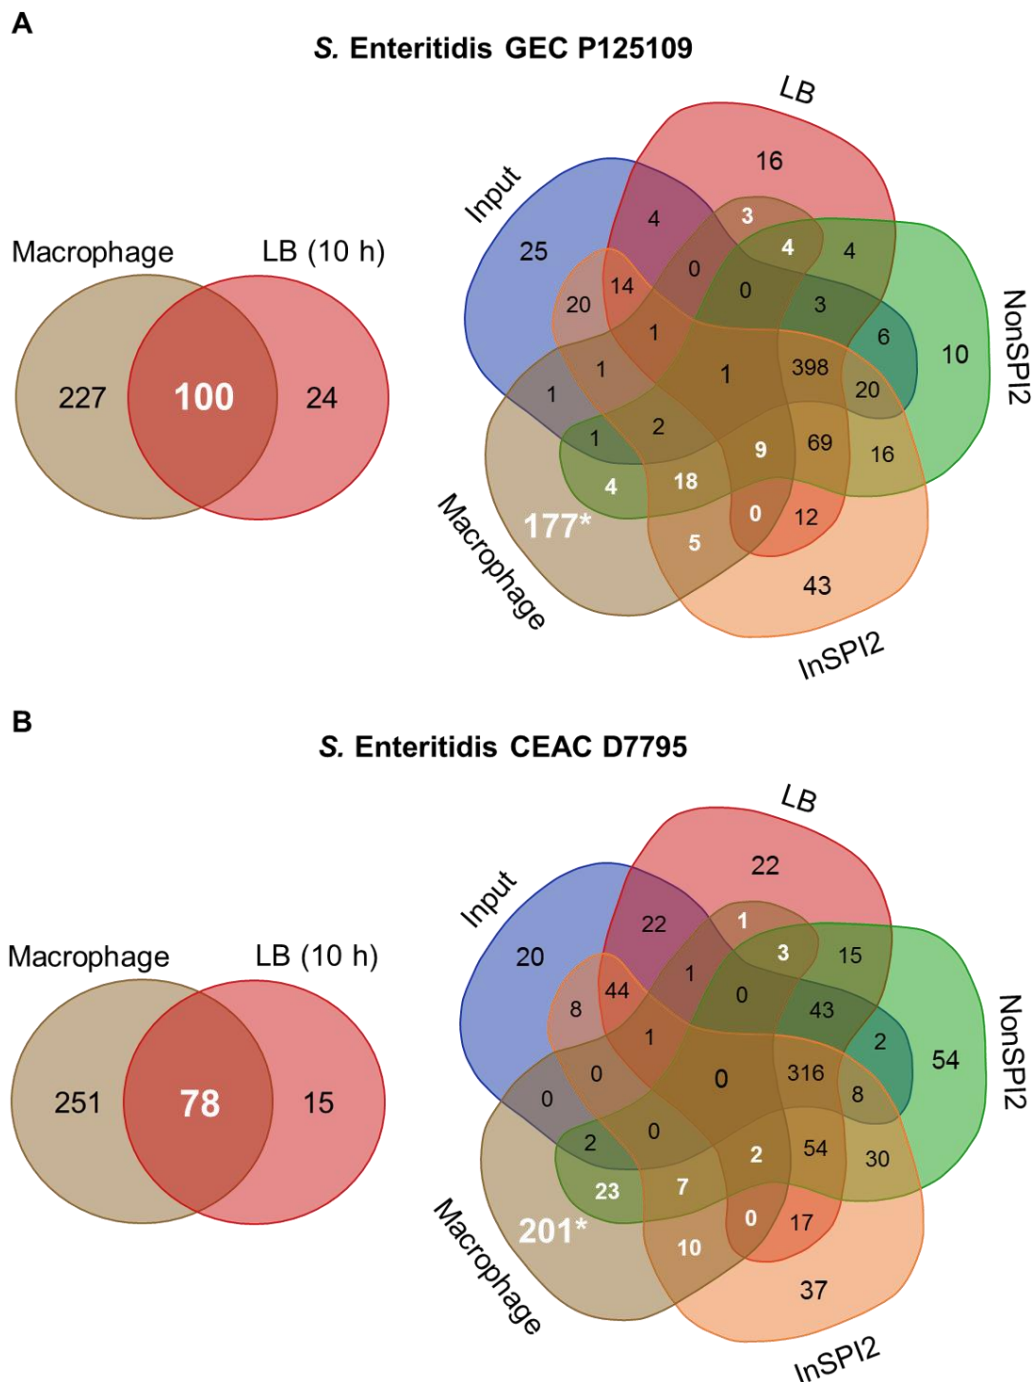 A
S. Enteritidis GEC P125109
Macrophage LB (10 h)
227 100 24
LB
Input
NonSPI2
Macrophage
InSPI2
16
4 3
25 4 4
0
14 0 3
20 6
1 10
1 1 398
1 20
2
1 9 69 16
4 18
177* 0 12
5
43
B
S. Enteritidis CEAC D7795
Macrophage LB (10 h)
251 78 15
LB
Input
NonSPI2
Macrophage
InSPI2
22
22 1
20 3 15
1
44 0 43
8 2
1 54
0 0 316
0 8
0
2 2 54 30
23 7
201* 0 17
10
37